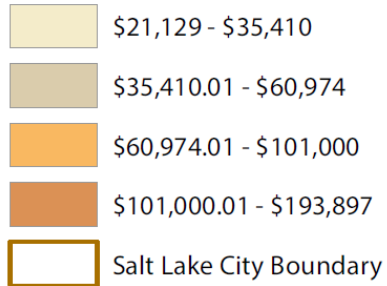 $21,129 - $35,410
$35,410.01 - $60,974
$60,974.01 - $101,000
$101,000.01 - $193,897
Salt Lake City Boundary